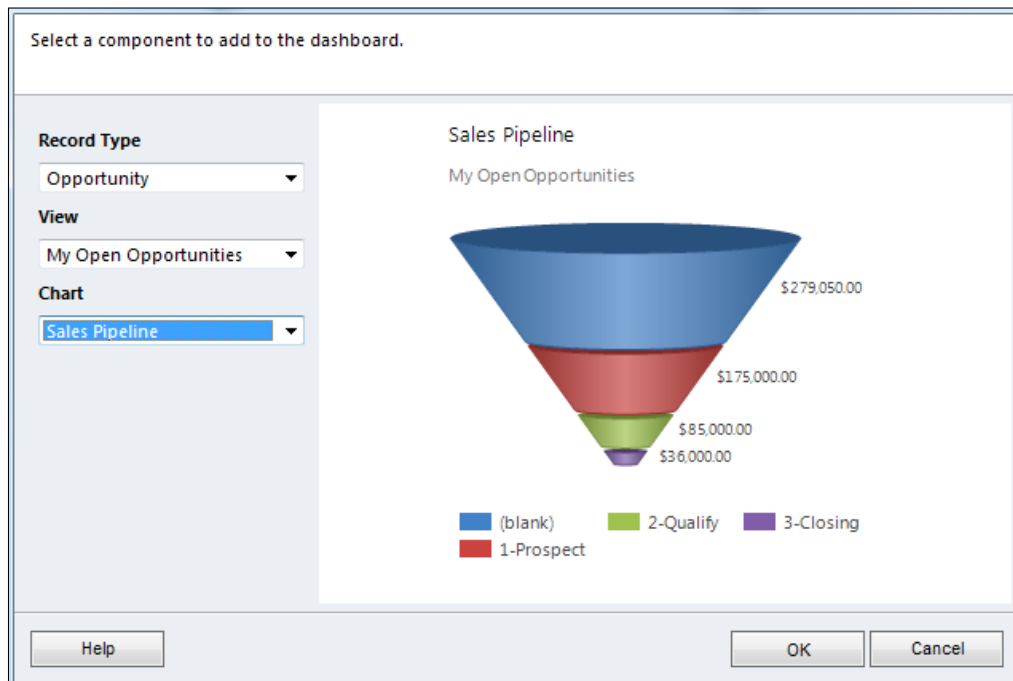 Select a component to add to the dashboard.
Record Type
Opportunity
View
My Open Opportunities
Chart
Sales Pipeline
Sales Pipeline
My Open Opportunities
$279,050.00
$175,000.00
$85,000.00
$36,000.00
(blank) 2-Qualify 3-Closing
1-Prospect
Help OK Cancel